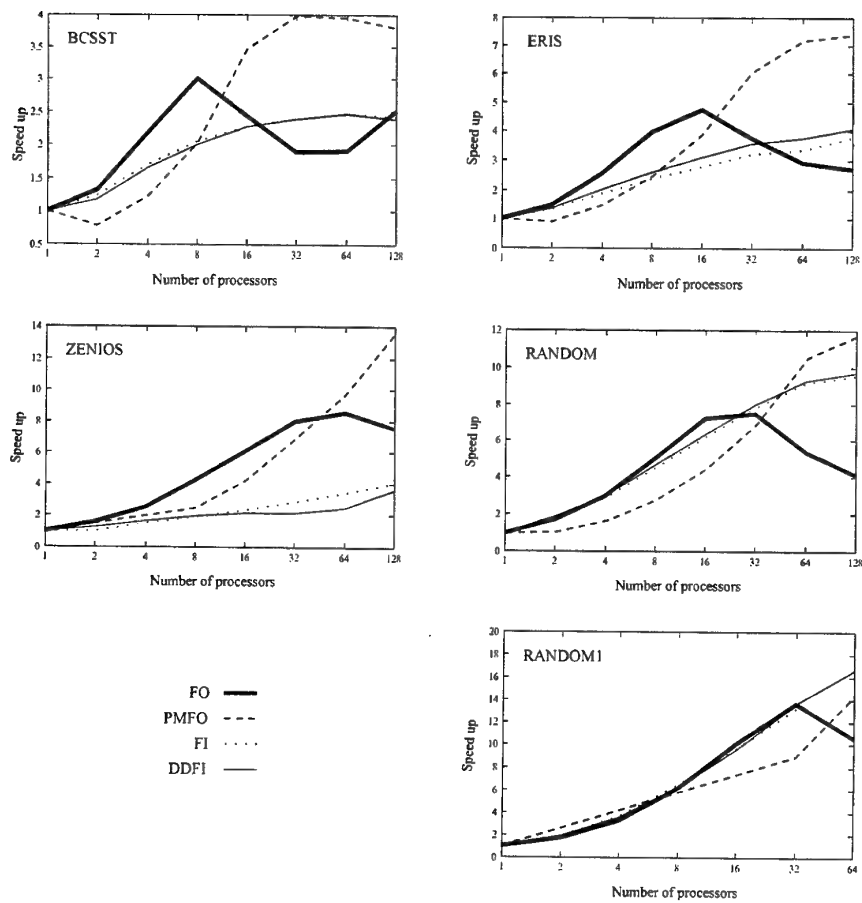 BCSST
Speed up
4
3.5
3
2.5
2
1.5
1
0.5
1 2 4 8 16 32 64 128
Number of processors
ERIS
Speed up
8
7
6
5
4
3
2
1
0
1 2 4 8 16 32 64 128
Number of processors
ZENIOS
Speed up
14
12
10
8
6
4
2
0
1 2 4 8 16 32 64 128
Number of processors
RANDOM
Speed up
12
10
8
6
4
2
0
1 2 4 8 16 32 64 128
Number of processors
FO
PMFO
FI
DDFI
RANDOM1
Speed up
20
18
16
14
12
10
8
6
4
2
0
1 2 4 8 16 32 64
Number of processors